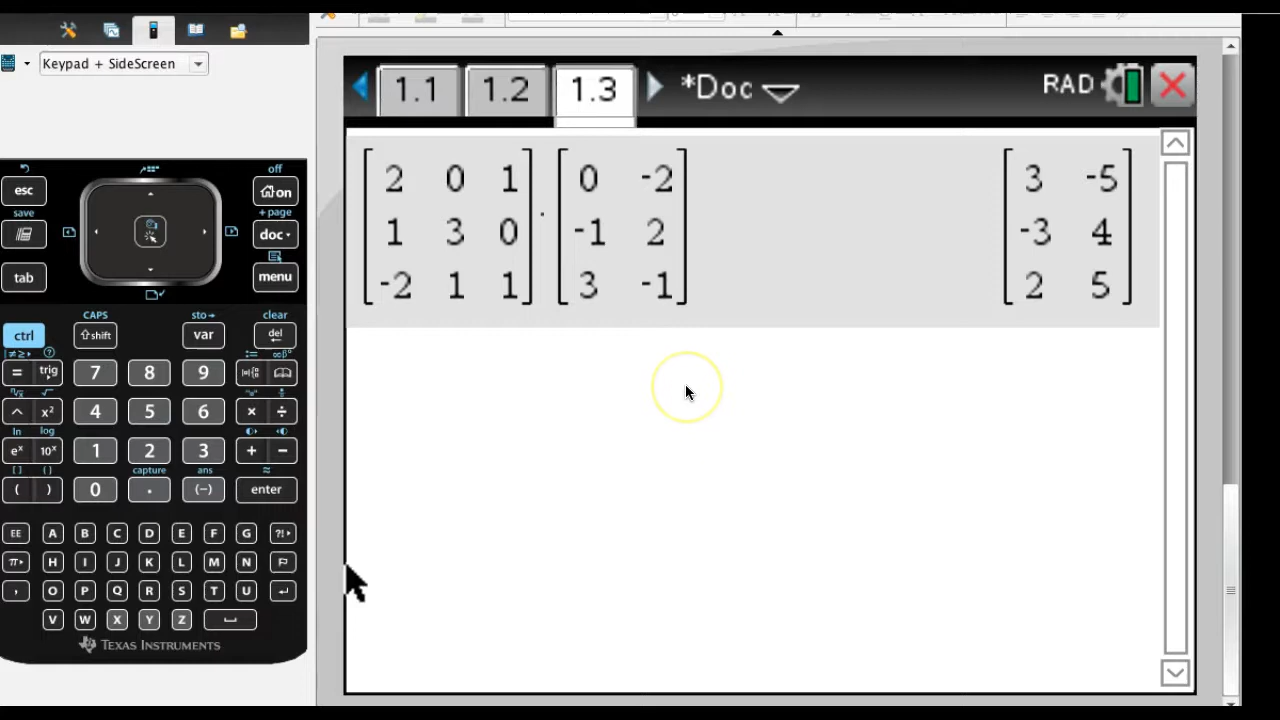 Keypad + SideScreen
1.1 1.2 1.3 *Doc RAD
2 0 1 0 -2 3 -5
1 3 0 · -1 2 -3 4
-2 1 1 3 -1 2 5
off
esc on
save + page
doc
tab menu
CAPS sto→ clear
ctrl shift var del
= trig 7 8 9
^ x² 4 5 6 × ÷
ln log
eˣ 10ˣ 1 2 3 + −
[ ] { } capture ans ≈
( ) 0 . (−) enter
EE A B C D E F G ?!▸
π▸ H I J K L M N
, O P Q R S T U
V W X Y Z
TEXAS INSTRUMENTS